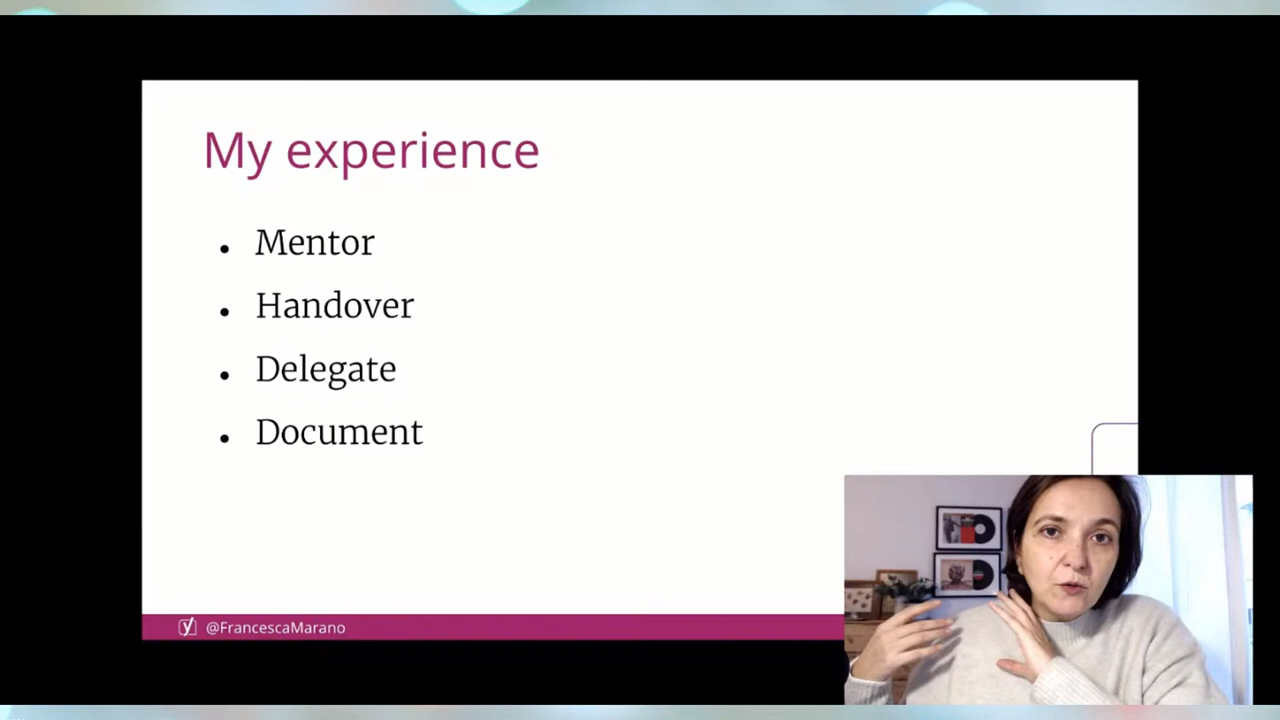 My experience
• Mentor
• Handover
• Delegate
• Document
@FrancescaMarano